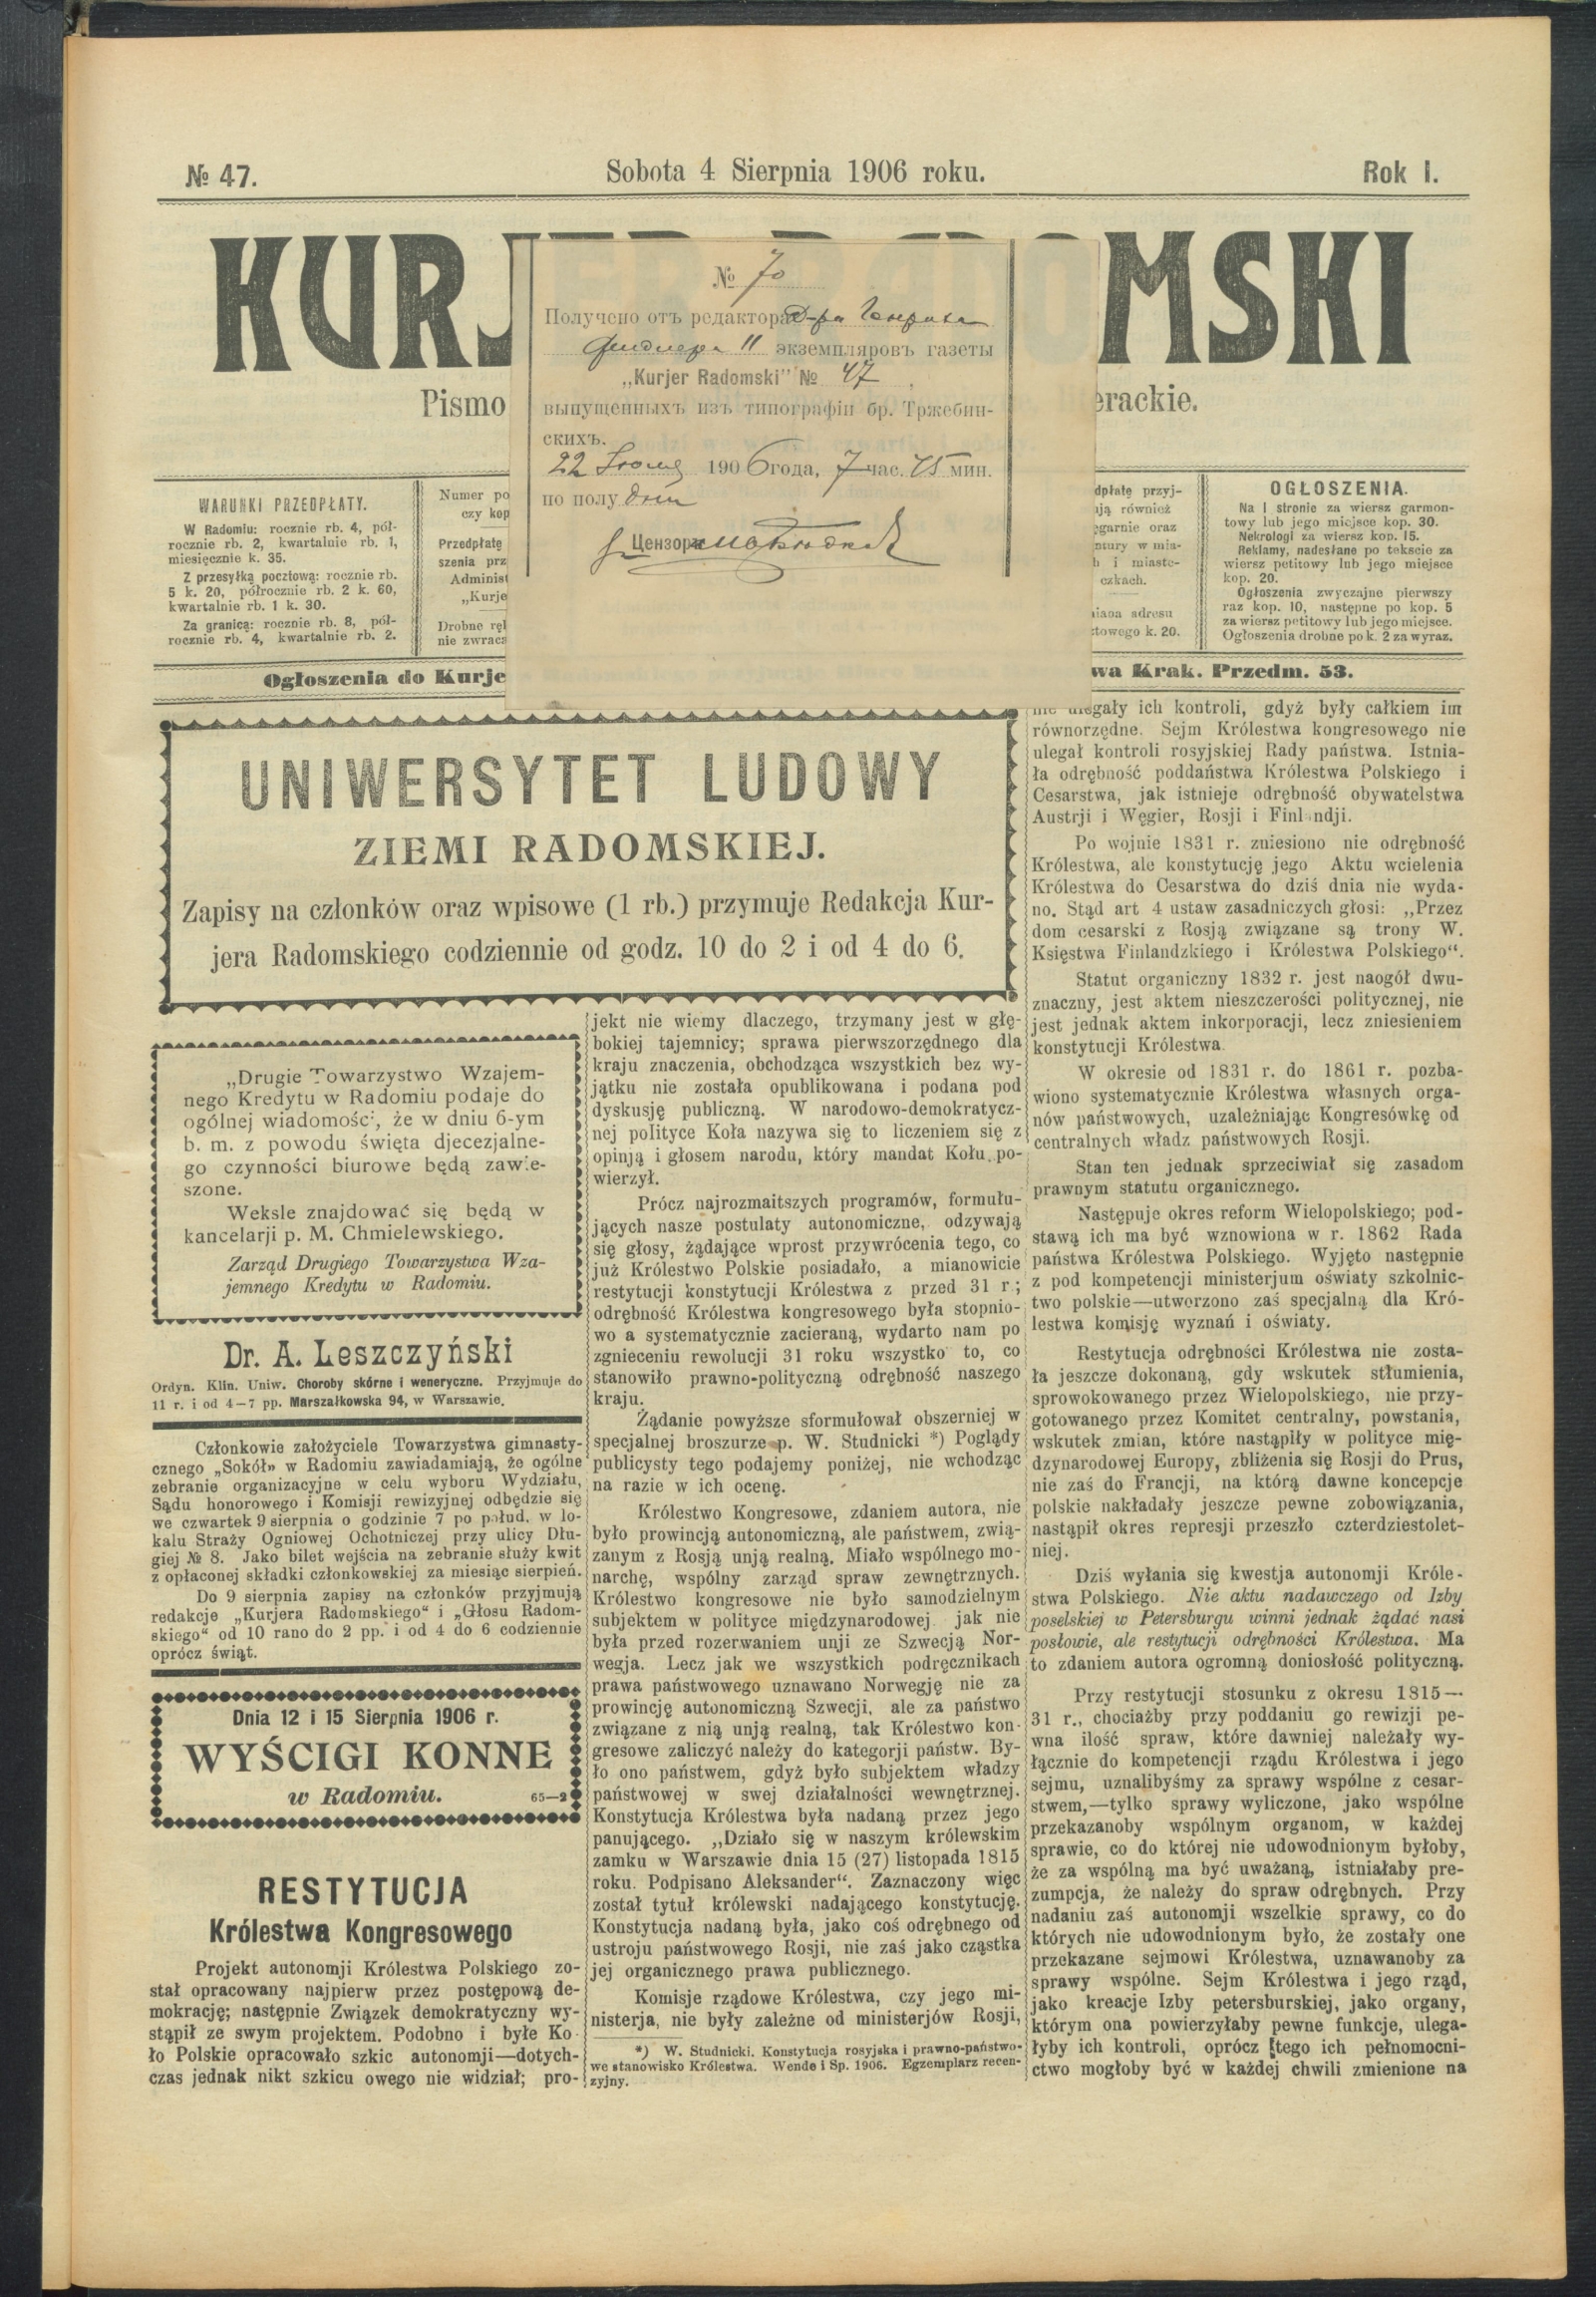 № 47.
Sobota 4 Sierpnia 1906 roku.
Rok I.
KURJER RADOMSKI
№ 70
Получено отъ редактора Д-ра Генриха
Фидлера 11 экземпляровъ газеты
„Kurjer Radomski" № 47,
выпущенныхъ изъ типографіи бр. Тржебин-
скихъ.
22 1906 года, 7 час. 45 мин.
по полудни
Цензоръ
Pismo
erackie.
WARUNKI PRZEDPŁATY.
W Radomiu: rocznie rb. 4, pół-
rocznie rb. 2, kwartalnie rb. 1,
miesięcznie k. 35.
Z przesyłką pocztową: rocznie rb.
5 k. 20, półrocznie rb. 2 k. 60,
kwartalnie rb. 1 k. 30.
Za granicą: rocznie rb. 8, pół-
rocznie rb. 4, kwartalnie rb. 2.
Numer po
czy kop
Przedpłatę
szenia prz
Administ
„Kurje
Drobne ręk
nie zwraca
dpłatę przyj-
ają również
ęgarnie oraz
ntury w mia-
h i miaste-
czkach.
miana adresu
ztowego k. 20.
OGŁOSZENIA.
Na I stronie za wiersz garmon-
towy lub jego miejsce kop. 30.
Nekrologi za wiersz kop. 15.
Reklamy, nadesłane po tekscie za
wiersz petitowy lub jego miejsce
kop. 20.
Ogłoszenia zwyczajne pierwszy
raz kop. 10, następne po kop. 5
za wiersz petitowy lub jego miejsce.
Ogłoszenia drobne po k. 2 za wyraz.
Ogłoszenia do Kurje
wa Krak. Przedm. 53.
UNIWERSYTET LUDOWY
ZIEMI RADOMSKIEJ.
Zapisy na członków oraz wpisowe (1 rb.) przymuje Redakcja Kur-
jera Radomskiego codziennie od godz. 10 do 2 i od 4 do 6.
„Drugie Towarzystwo Wzajem-
nego Kredytu w Radomiu podaje do
ogólnej wiadomości, że w dniu 6-ym
b. m. z powodu święta djecezjalne-
go czynności biurowe będą zawie-
szone.
Weksle znajdować się będą w
kancelarji p. M. Chmielewskiego.
Zarząd Drugiego Towarzystwa Wza-
jemnego Kredytu w Radomiu.
Dr. A. Leszczyński
Ordyn. Klin. Uniw. Choroby skórne i weneryczne. Przyjmuje do
11 r. i od 4–7 pp. Marszałkowska 94, w Warszawie.
Członkowie założyciele Towarzystwa gimnasty-
cznego „Sokół» w Radomiu zawiadamiają, że ogólne
zebranie organizacyjne w celu wyboru Wydziału,
Sądu honorowego i Komisji rewizyjnej odbędzie się
we czwartek 9 sierpnia o godzinie 7 po połud. w lo-
kalu Straży Ogniowej Ochotniczej przy ulicy Dłu-
giej № 8. Jako bilet wejścia na zebranie służy kwit
z opłaconej składki członkowskiej za miesiąc sierpień.
Do 9 sierpnia zapisy na członków przyjmują
redakcje „Kurjera Radomskiego" i „Głosu Radom-
skiego" od 10 rano do 2 pp. i od 4 do 6 codziennie
oprócz świąt.
Dnia 12 i 15 Sierpnia 1906 r.
WYŚCIGI KONNE
w Radomiu. 65—2
RESTYTUCJA
Królestwa Kongresowego
Projekt autonomji Królestwa Polskiego zo-
stał opracowany najpierw przez postępową de-
mokrację; następnie Związek demokratyczny wy-
stąpił ze swym projektem. Podobno i byłe Ko-
ło Polskie opracowało szkic autonomji—dotych-
czas jednak nikt szkicu owego nie widział; pro-
jekt nie wiemy dlaczego, trzymany jest w głę-
bokiej tajemnicy; sprawa pierwszorzędnego dla
kraju znaczenia, obchodząca wszystkich bez wy-
jątku nie została opublikowana i podana pod
dyskusję publiczną. W narodowo-demokratycz-
nej polityce Koła nazywa się to liczeniem się z
opinją i głosem narodu, który mandat Kołu po-
wierzył.
Prócz najrozmaitszych programów, formułu-
jących nasze postulaty autonomiczne, odzywają
się głosy, żądające wprost przywrócenia tego, co
już Królestwo Polskie posiadało, a mianowicie
restytucji konstytucji Królestwa z przed 31 r.;
odrębność Królestwa kongresowego była stopnio-
wo a systematycznie zacieraną, wydarto nam po
zgnieceniu rewolucji 31 roku wszystko to, co
stanowiło prawno-polityczną odrębność naszego
kraju.
Żądanie powyższe sformułował obszerniej w
specjalnej broszurze p. W. Studnicki *) Poglądy
publicysty tego podajemy poniżej, nie wchodząc
na razie w ich ocenę.
Królestwo Kongresowe, zdaniem autora, nie
było prowincją autonomiczną, ale państwem, zwią-
zanym z Rosją unją realną. Miało wspólnego mo-
narchę, wspólny zarząd spraw zewnętrznych.
Królestwo kongresowe nie było samodzielnym
subjektem w polityce międzynarodowej jak nie
była przed rozerwaniem unji ze Szwecją Nor-
wegja. Lecz jak we wszystkich podręcznikach
prawa państwowego uznawano Norwegję nie za
prowincję autonomiczną Szwecji, ale za państwo
związane z nią unją realną, tak Królestwo kon-
gresowe zaliczyć należy do kategorji państw. By-
ło ono państwem, gdyż było subjektem władzy
państwowej w swej działalności wewnętrznej.
Konstytucja Królestwa była nadaną przez jego
panującego. „Działo się w naszym królewskim
zamku w Warszawie dnia 15 (27) listopada 1815
roku. Podpisano Aleksander". Zaznaczony więc
został tytuł królewski nadającego konstytucję.
Konstytucja nadaną była, jako coś odrębnego od
ustroju państwowego Rosji, nie zaś jako cząstka
jej organicznego prawa publicznego.
Komisje rządowe Królestwa, czy jego mi-
nisterja, nie były zależne od ministerjów Rosji,
*) W. Studnicki. Konstytucja rosyjska i prawno-państwo-
we stanowisko Królestwa. Wende i Sp. 1906. Egzemplarz recen-
zyjny.
nie ulegały ich kontroli, gdyż były całkiem im
równorzędne. Sejm Królestwa kongresowego nie
ulegał kontroli rosyjskiej Rady państwa. Istnia-
ła odrębność poddaństwa Królestwa Polskiego i
Cesarstwa, jak istnieje odrębność obywatelstwa
Austrji i Węgier, Rosji i Finlandji.
Po wojnie 1831 r. zniesiono nie odrębność
Królestwa, ale konstytucję jego Aktu wcielenia
Królestwa do Cesarstwa do dziś dnia nie wyda-
no. Stąd art 4 ustaw zasadniczych głosi: „Przez
dom cesarski z Rosją związane są trony W.
Księstwa Finlandzkiego i Królestwa Polskiego".
Statut organiczny 1832 r. jest naogół dwu-
znaczny, jest aktem nieszczerości politycznej, nie
jest jednak aktem inkorporacji, lecz zniesieniem
konstytucji Królestwa.
W okresie od 1831 r. do 1861 r. pozba-
wiono systematycznie Królestwa własnych orga-
nów państwowych, uzależniając Kongresówkę od
centralnych władz państwowych Rosji.
Stan ten jednak sprzeciwiał się zasadom
prawnym statutu organicznego.
Następuje okres reform Wielopolskiego; pod-
stawą ich ma być wznowiona w r. 1862 Rada
państwa Królestwa Polskiego. Wyjęto następnie
z pod kompetencji ministerjum oświaty szkolnic-
two polskie—utworzono zaś specjalną dla Kró-
lestwa komisję wyznań i oświaty.
Restytucja odrębności Królestwa nie zosta-
ła jeszcze dokonaną, gdy wskutek stłumienia,
sprowokowanego przez Wielopolskiego, nie przy-
gotowanego przez Komitet centralny, powstania,
wskutek zmian, które nastąpiły w polityce mię-
dzynarodowej Europy, zbliżenia się Rosji do Prus,
nie zaś do Francji, na którą dawne koncepcje
polskie nakładały jeszcze pewne zobowiązania,
nastąpił okres represji przeszło czterdziestolet-
niej.
Dziś wyłania się kwestja autonomji Króle-
stwa Polskiego. Nie aktu nadawczego od Izby
poselskiej w Petersburgu winni jednak żądać nasi
posłowie, ale restytucji odrębności Królestwa. Ma
to zdaniem autora ogromną doniosłość polityczną.
Przy restytucji stosunku z okresu 1815—
31 r., chociażby przy poddaniu go rewizji pe-
wna ilość spraw, które dawniej należały wy-
łącznie do kompetencji rządu Królestwa i jego
sejmu, uznalibyśmy za sprawy wspólne z cesar-
stwem,—tylko sprawy wyliczone, jako wspólne
przekazanoby wspólnym organom, w każdej
sprawie, co do której nie udowodnionym byłoby,
że za wspólną ma być uważaną, istniałaby pre-
zumpcja, że należy do spraw odrębnych. Przy
nadaniu zaś autonomji wszelkie sprawy, co do
których nie udowodnionym było, że zostały one
przekazane sejmowi Królestwa, uznawanoby za
sprawy wspólne. Sejm Królestwa i jego rząd,
jako kreacje Izby petersburskiej, jako organy,
którym ona powierzyłaby pewne funkcje, ulega-
łyby ich kontroli, oprócz tego ich pełnomocni-
ctwo mogłoby być w każdej chwili zmienione na